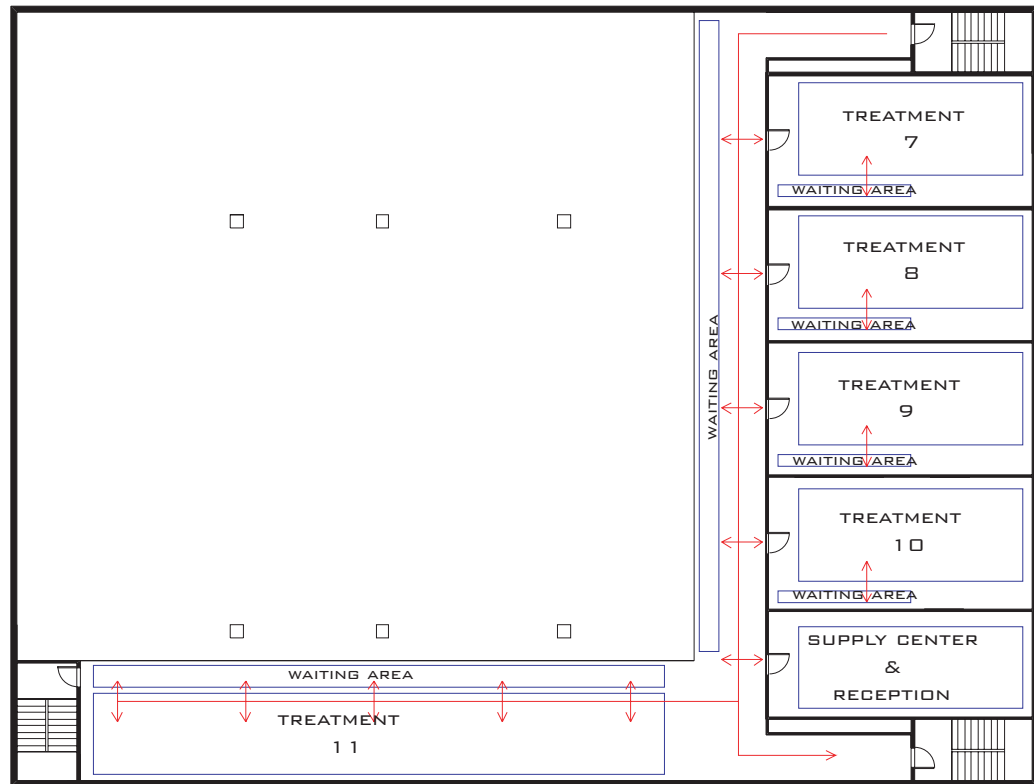 TREATMENT
7
WAITING AREA
TREATMENT
8
WAITING AREA
WAITING AREA
TREATMENT
9
WAITING AREA
TREATMENT
10
WAITING AREA
SUPPLY CENTER
&
RECEPTION
WAITING AREA
TREATMENT
11